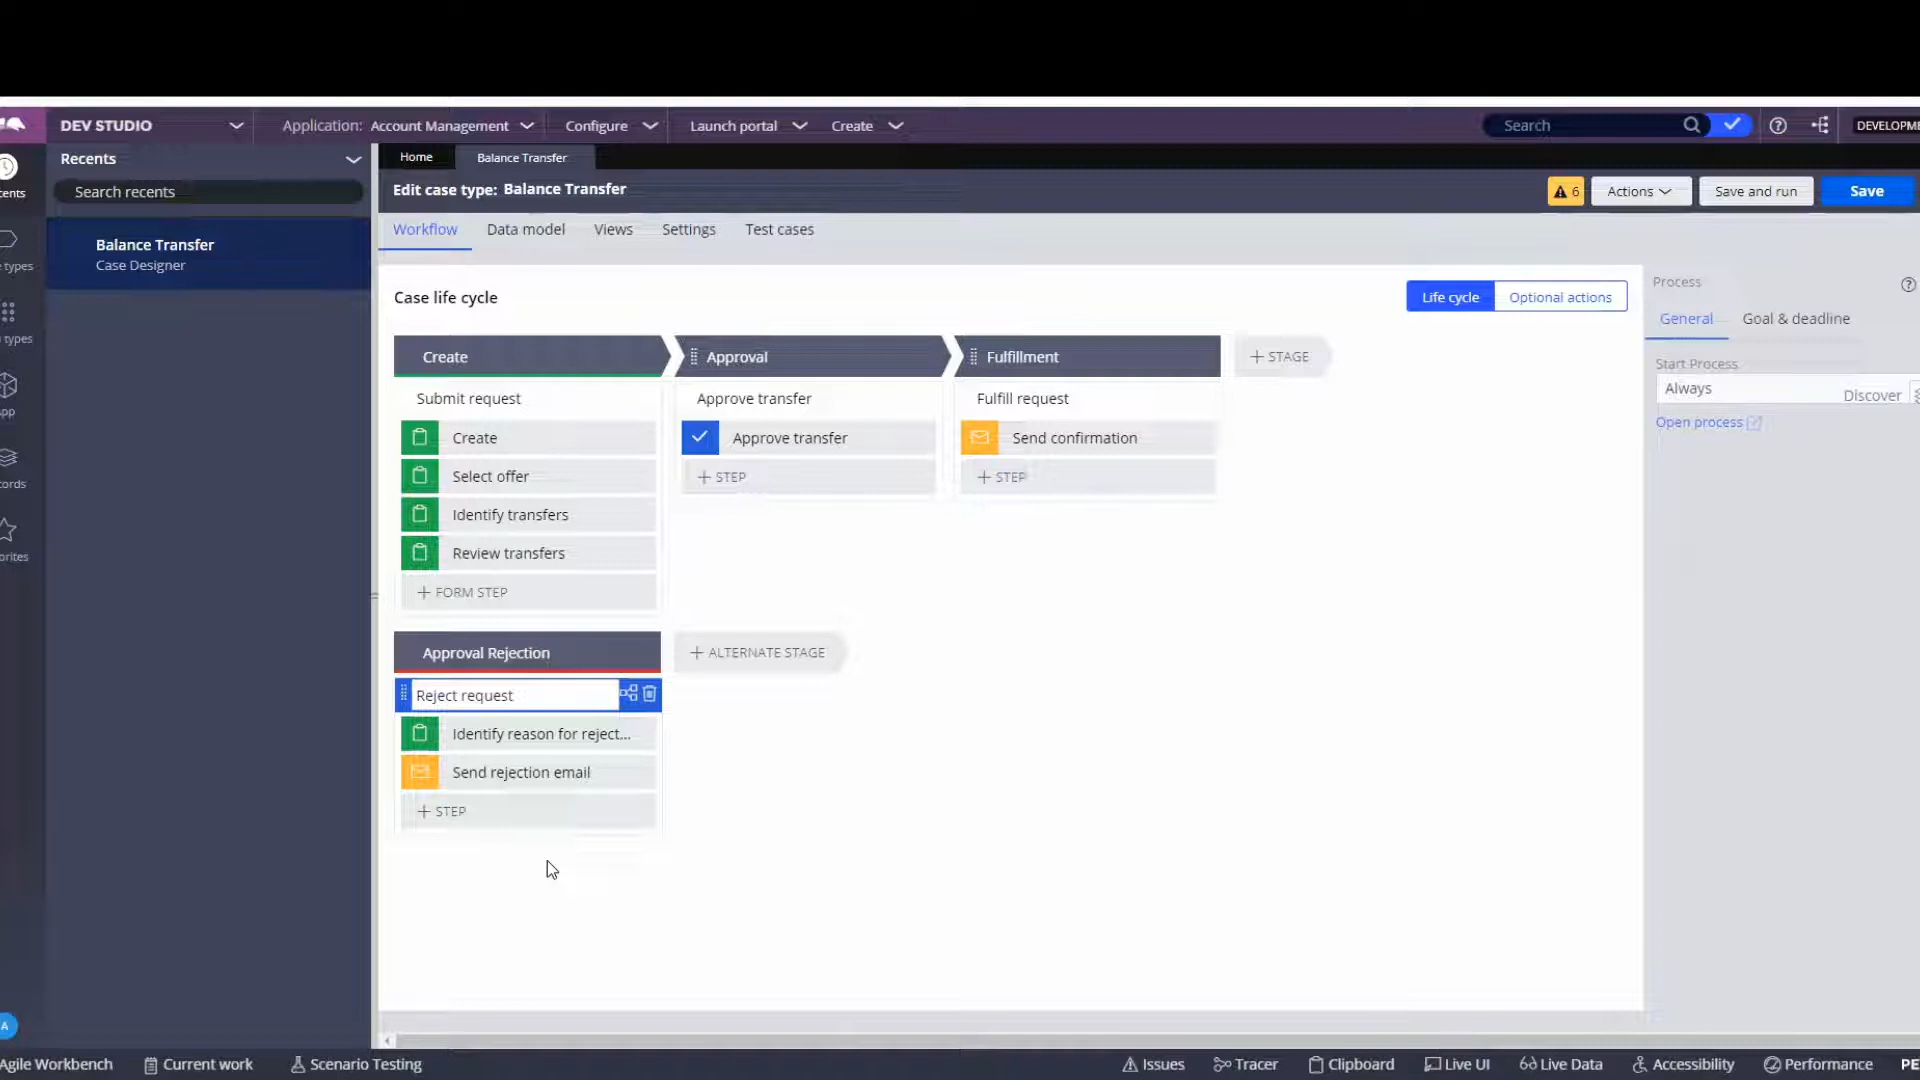 DEV STUDIO
Application: Account Management
Configure
Launch portal
Create
Search
Recents
Search recents
Balance Transfer
Case Designer
Home
Balance Transfer
Edit case type: Balance Transfer
6
Actions
Save and run
Save
Workflow
Data model
Views
Settings
Test cases
Case life cycle
Life cycle
Optional actions
Create
Approval
Fulfillment
+ STAGE
Submit request
Approve transfer
Fulfill request
Create
Approve transfer
Send confirmation
Select offer
+ STEP
+ STEP
Identify transfers
Review transfers
+ FORM STEP
Approval Rejection
+ ALTERNATE STAGE
Reject request
Identify reason for reject...
Send rejection email
+ STEP
Process
General
Goal & deadline
Start Process
Always
Discover
Open process
types
types
A
Agile Workbench
Current work
Scenario Testing
Issues
Tracer
Clipboard
Live UI
Live Data
Accessibility
Performance